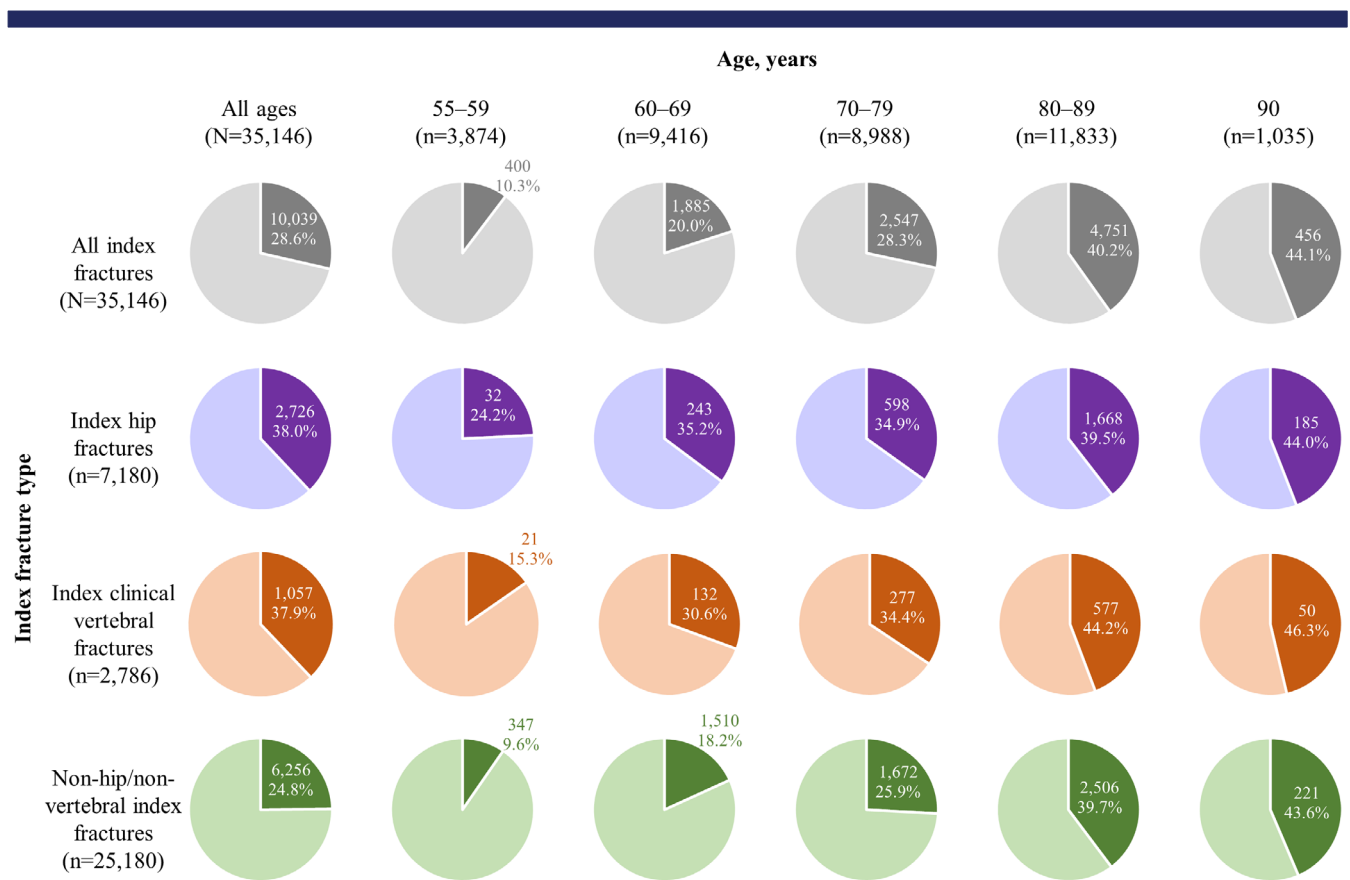 Age, years
All ages
(N=35,146)
55–59
(n=3,874)
60–69
(n=9,416)
70–79
(n=8,988)
80–89
(n=11,833)
90
(n=1,035)
Index fracture type
All index
fractures
(N=35,146)
10,039
28.6%
400
10.3%
1,885
20.0%
2,547
28.3%
4,751
40.2%
456
44.1%
Index hip
fractures
(n=7,180)
2,726
38.0%
32
24.2%
243
35.2%
598
34.9%
1,668
39.5%
185
44.0%
Index clinical
vertebral
fractures
(n=2,786)
1,057
37.9%
21
15.3%
132
30.6%
277
34.4%
577
44.2%
50
46.3%
Non-hip/non-
vertebral index
fractures
(n=25,180)
6,256
24.8%
347
9.6%
1,510
18.2%
1,672
25.9%
2,506
39.7%
221
43.6%